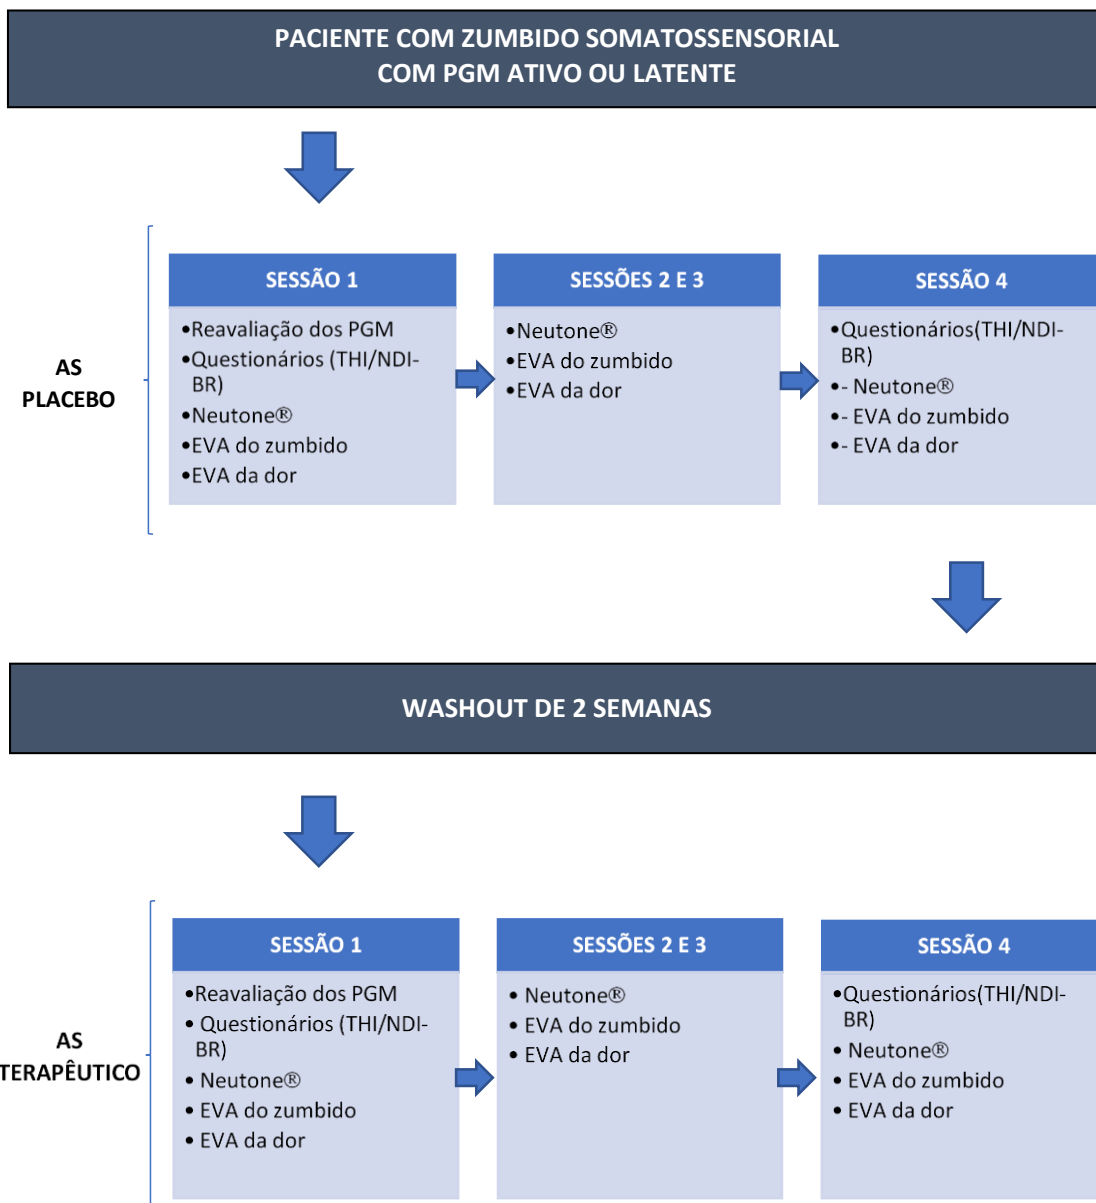 PACIENTE COM ZUMBIDO SOMATOSSENSORIAL
COM PGM ATIVO OU LATENTE
AS
PLACEBO
SESSÃO 1
•Reavaliação dos PGM
•Questionários (THI/NDI-
BR)
•Neutone®
•EVA do zumbido
•EVA da dor
SESSÕES 2 E 3
•Neutone®
•EVA do zumbido
•EVA da dor
SESSÃO 4
•Questionários(THI/NDI-
BR)
•- Neutone®
•- EVA do zumbido
•- EVA da dor
WASHOUT DE 2 SEMANAS
AS
TERAPÊUTICO
SESSÃO 1
•Reavaliação dos PGM
• Questionários (THI/NDI-
BR)
• Neutone®
• EVA do zumbido
• EVA da dor
SESSÕES 2 E 3
• Neutone®
• EVA do zumbido
• EVA da dor
SESSÃO 4
•Questionários(THI/NDI-
BR)
• Neutone®
• EVA do zumbido
• EVA da dor